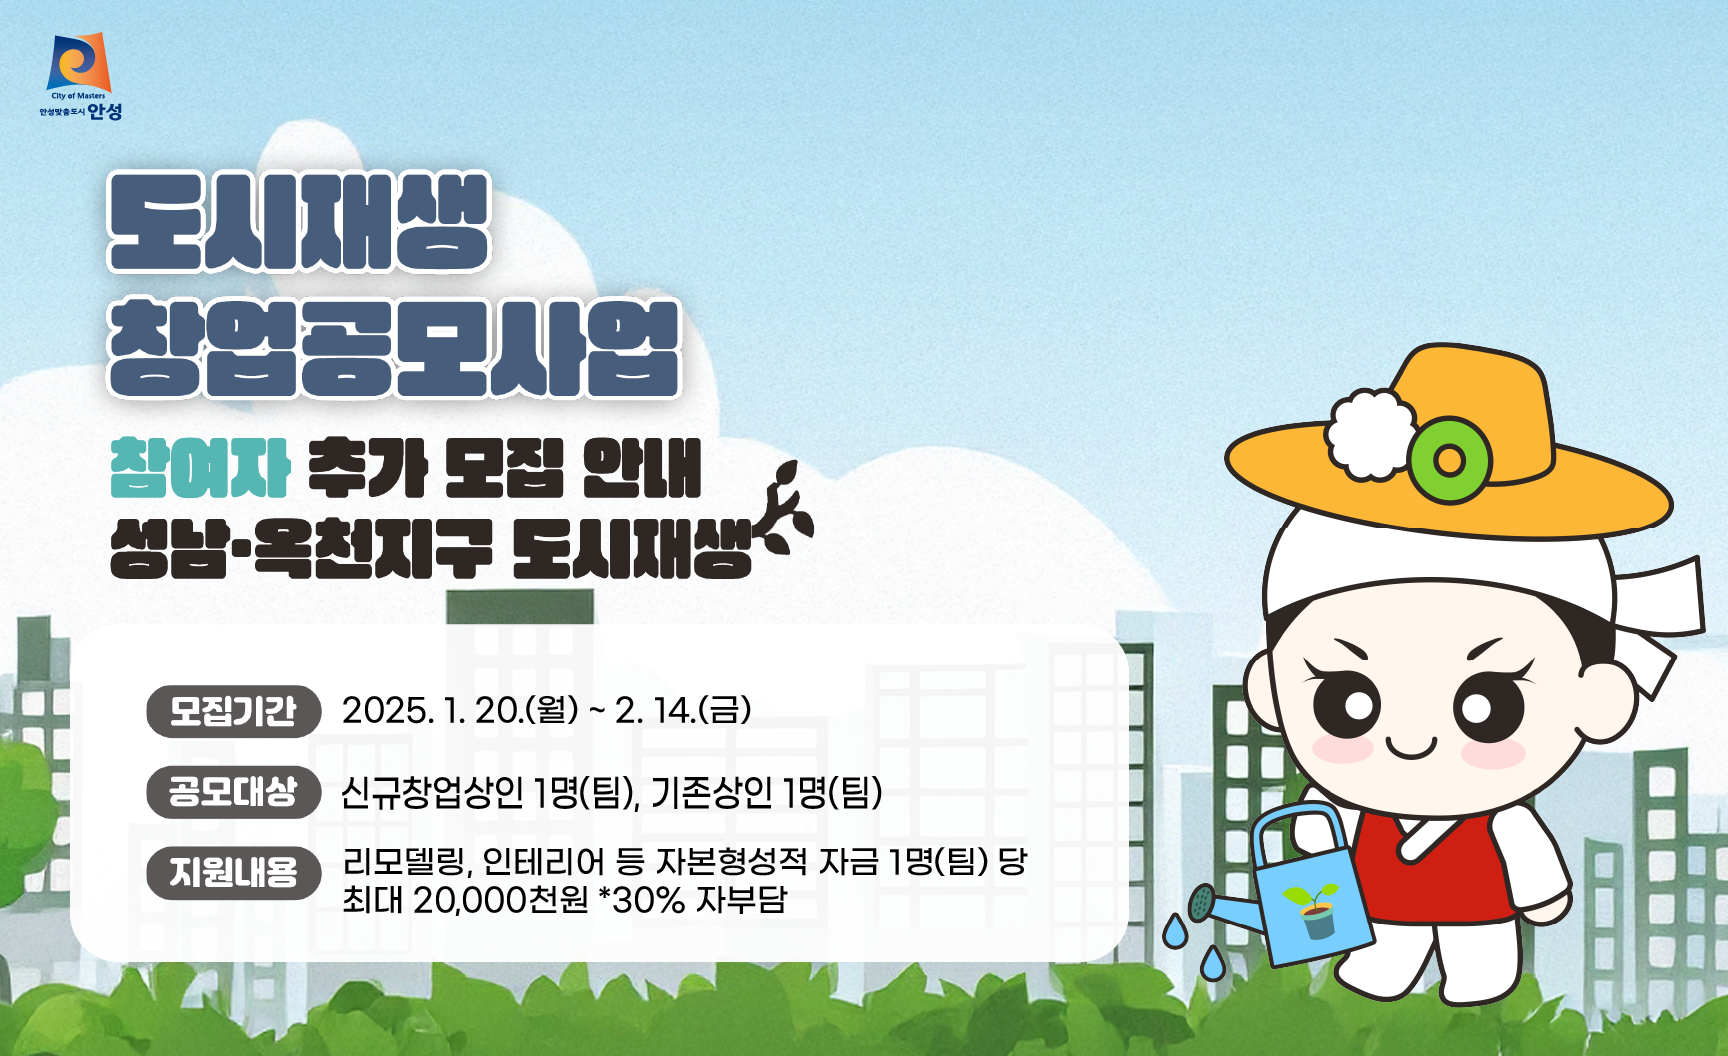 City of Masters
안성맞춤도시 안성
도시재생
창업공모사업
참여자 추가 모집 안내
성남·옥천지구 도시재생
모집기간 2025. 1. 20.(월) ~ 2. 14.(금)
공모대상 신규창업상인 1명(팀), 기존상인 1명(팀)
지원내용 리모델링, 인테리어 등 자본형성적 자금 1명(팀) 당
최대 20,000천원 *30% 자부담